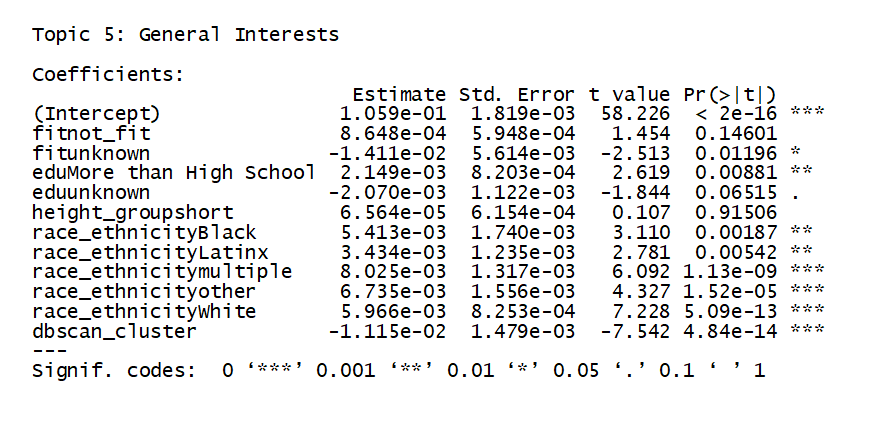 Topic 5: General Interests
Coefficients:
Estimate Std. Error t value Pr(>|t|)
(Intercept) 1.059e-01 1.819e-03 58.226 < 2e-16 ***
fitnot_fit 8.648e-04 5.948e-04 1.454 0.14601
fitunknown -1.411e-02 5.614e-03 -2.513 0.01196 *
eduMore than High School 2.149e-03 8.203e-04 2.619 0.00881 **
eduunknown -2.070e-03 1.122e-03 -1.844 0.06515 .
height_groupshort 6.564e-05 6.154e-04 0.107 0.91506
race_ethnicityBlack 5.413e-03 1.740e-03 3.110 0.00187 **
race_ethnicityLatinx 3.434e-03 1.235e-03 2.781 0.00542 **
race_ethnicitymultiple 8.025e-03 1.317e-03 6.092 1.13e-09 ***
race_ethnicityother 6.735e-03 1.556e-03 4.327 1.52e-05 ***
race_ethnicityWhite 5.966e-03 8.253e-04 7.228 5.09e-13 ***
dbscan_cluster -1.115e-02 1.479e-03 -7.542 4.84e-14 ***
---
Signif. codes: 0 ‘***’ 0.001 ‘**’ 0.01 ‘*’ 0.05 ‘.’ 0.1 ‘ ’ 1